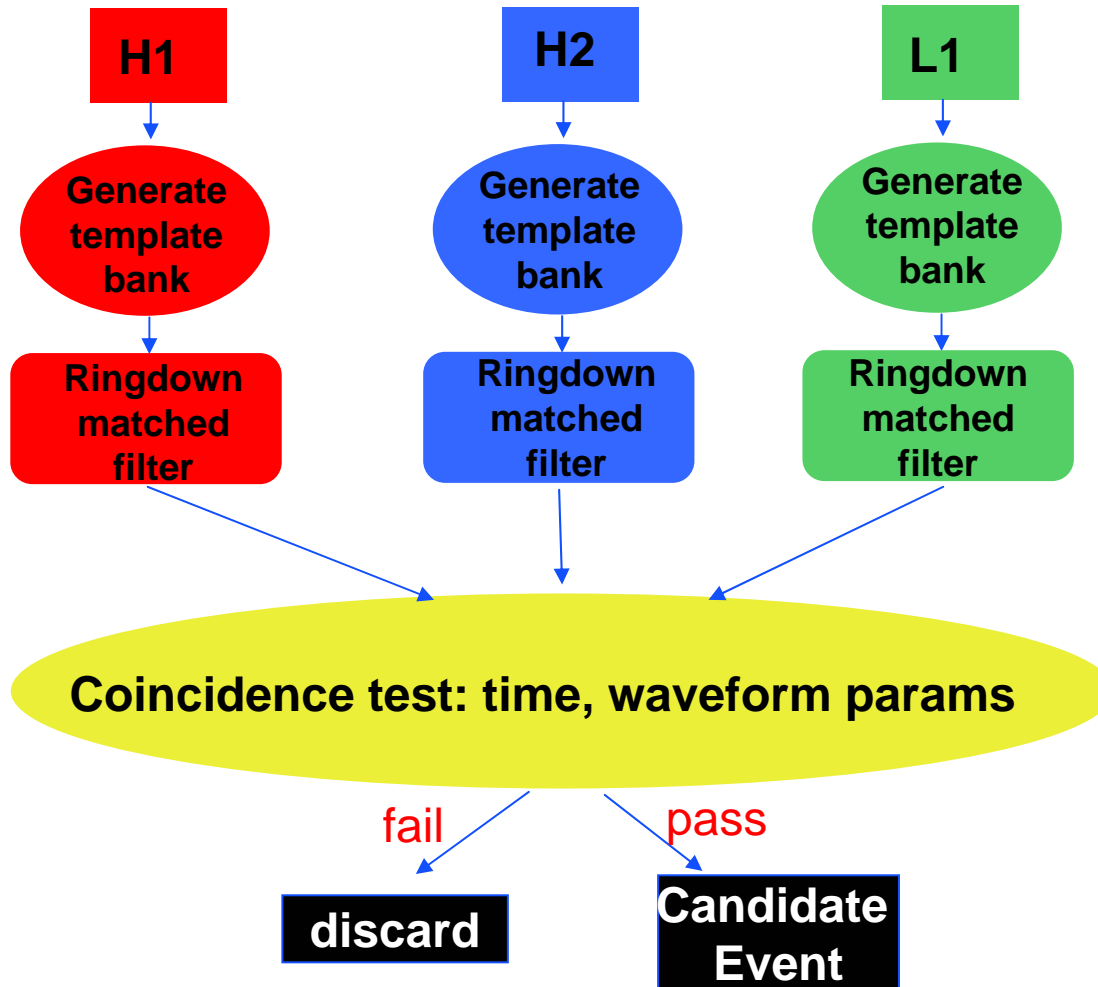 H1
H2
L1
Generate
template
bank
Generate
template
bank
Generate
template
bank
Ringdown
matched
filter
Ringdown
matched
filter
Ringdown
matched
filter
Coincidence test: time, waveform params
fail
pass
discard
Candidate
Event